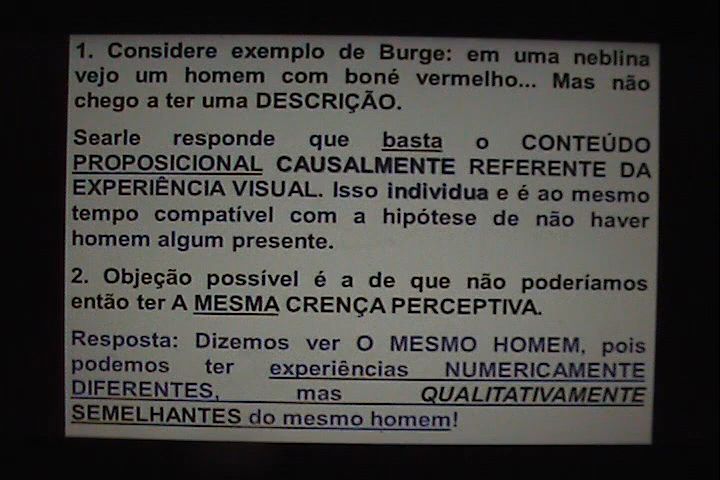 1. Considere exemplo de Burge: em uma neblina
vejo um homem com boné vermelho... Mas não
chego a ter uma DESCRIÇÃO.
Searle responde que basta o CONTEÚDO
PROPOSICIONAL CAUSALMENTE REFERENTE DA
EXPERIÊNCIA VISUAL. Isso individua e é ao mesmo
tempo compatível com a hipótese de não haver
homem algum presente.
2. Objeção possível é a de que não poderíamos
então ter A MESMA CRENÇA PERCEPTIVA.
Resposta: Dizemos ver O MESMO HOMEM, pois
podemos ter experiências NUMERICAMENTE
DIFERENTES, mas QUALITATIVAMENTE
SEMELHANTES do mesmo homem!